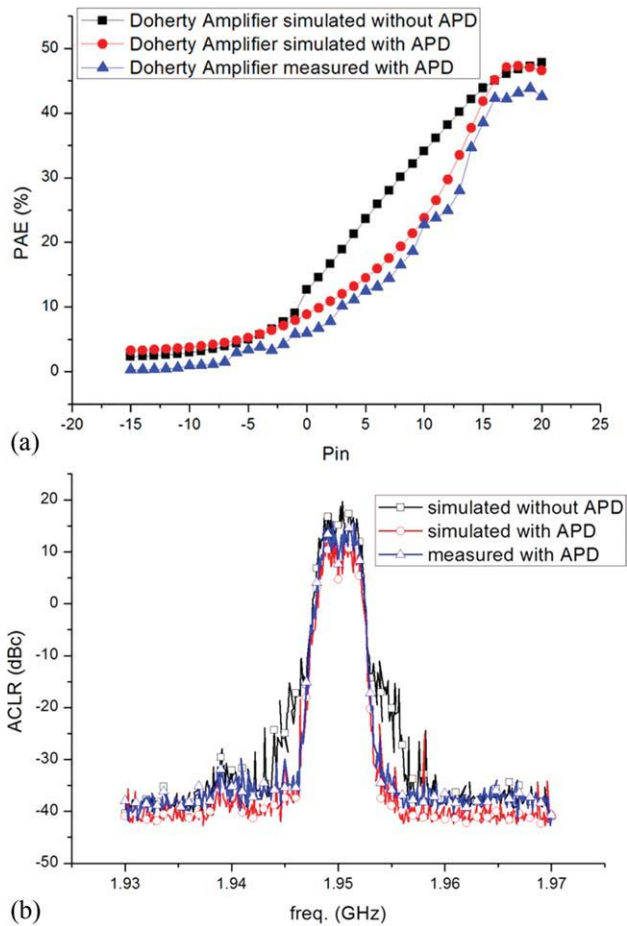 Doherty Amplifier simulated without APD
Doherty Amplifier simulated with APD
Doherty Amplifier measured with APD
50
40
30
20
10
0
PAE (%)
-20 -15 -10 -5 0 5 10 15 20 25
Pin
(a)
simulated without APD
simulated with APD
measured with APD
20
10
0
-10
-20
-30
-40
-50
ACLR (dBc)
1.93 1.94 1.95 1.96 1.97
freq. (GHz)
(b)